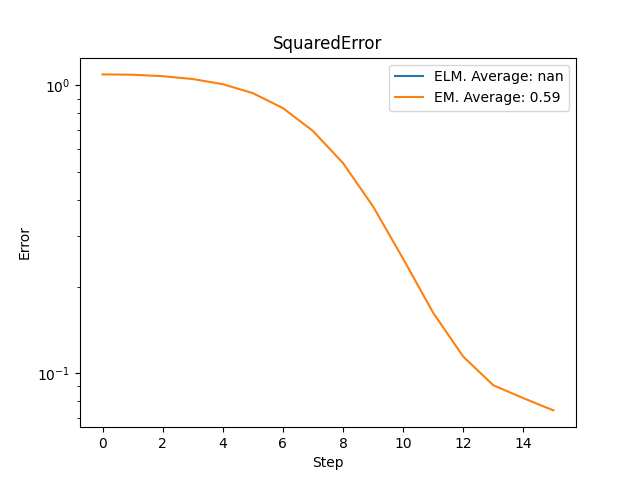 SquaredError
ELM. Average: nan
EM. Average: 0.59
10⁰
10⁻¹
Error
0 2 4 6 8 10 12 14
Step